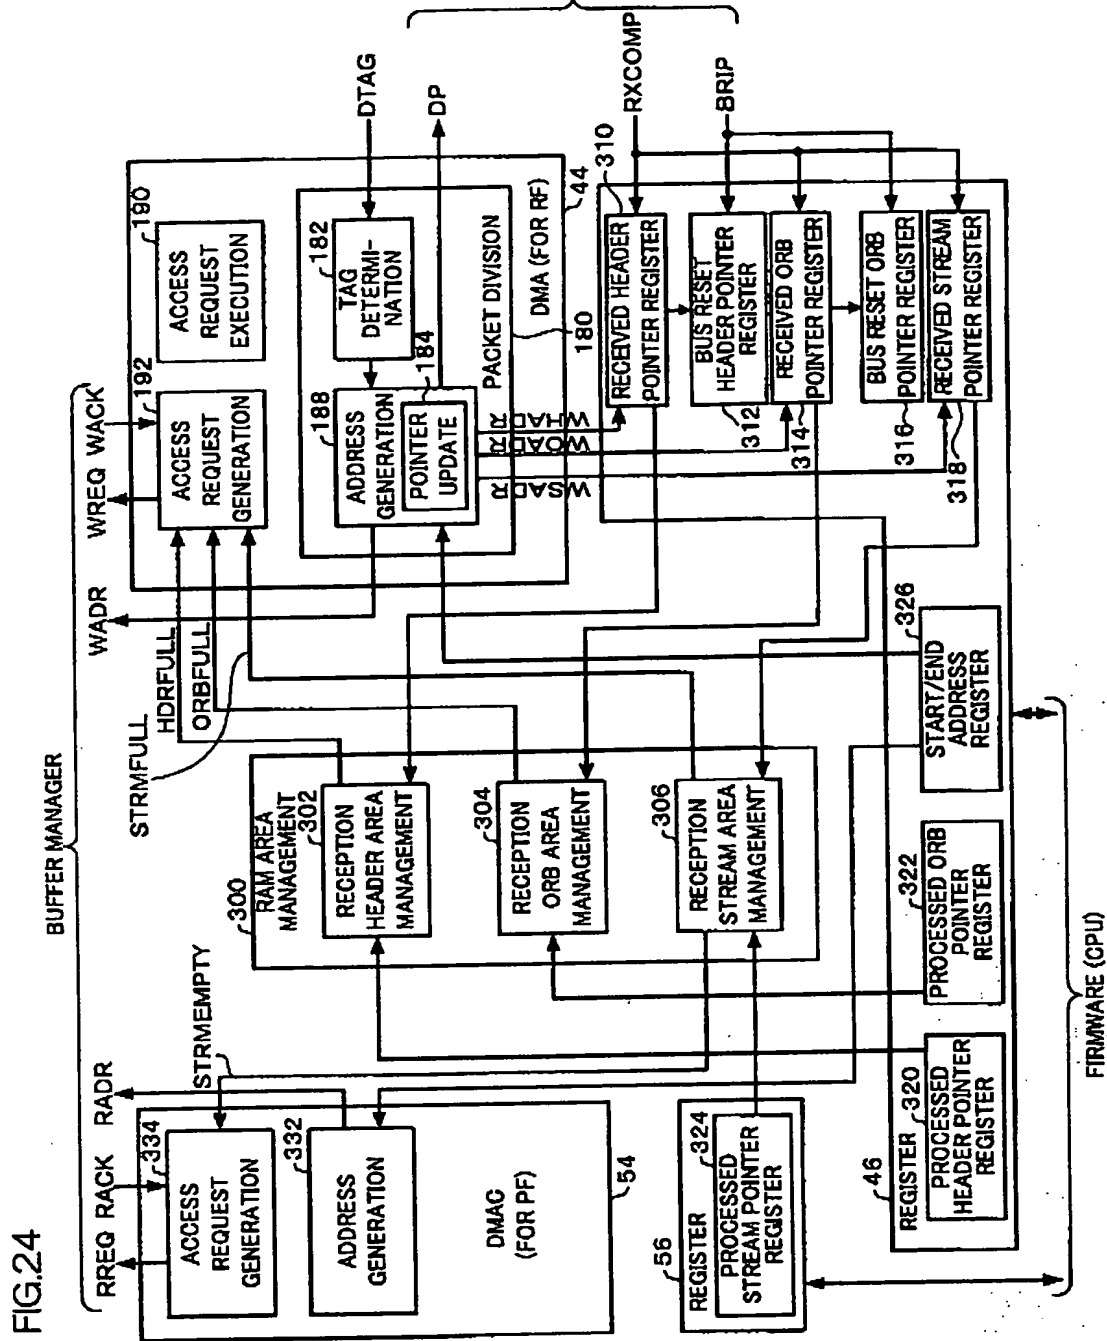 FIG.24
BUFFER MANAGER
RREQ
RACK
RADR
WADR
WREQ
WACK
334
ACCESS
REQUEST
GENERATION
332
ADDRESS
GENERATION
DMAC
(FOR PF)
54
STRMEMPTY
STRMFULL
HDRFULL
ORBFULL
300
RAM AREA
MANAGEMENT
302
RECEPTION
HEADER AREA
MANAGEMENT
304
RECEPTION
ORB AREA
MANAGEMENT
306
RECEPTION
STREAM AREA
MANAGEMENT
192
ACCESS
REQUEST
GENERATION
190
ACCESS
REQUEST
EXECUTION
188
ADDRESS
GENERATION
184
POINTER
UPDATE
182
TAG
DETERMI-
NATION
PACKET DIVISION
180
DMA (FOR RF)
44
DTAG
DP
WSADR
WOADR
WHADR
RXCOMP
BRIP
310
RECEIVED HEADER
POINTER REGISTER
BUS RESET
HEADER POINTER
REGISTER
312
RECEIVED ORB
POINTER REGISTER
314
BUS RESET ORB
POINTER REGISTER
316
RECEIVED STREAM
POINTER REGISTER
318
56
REGISTER
324
PROCESSED
STREAM POINTER
REGISTER
46
REGISTER
320
PROCESSED
HEADER POINTER
REGISTER
322
PROCESSED ORB
POINTER
REGISTER
326
START/END
ADDRESS
REGISTER
FIRMWARE (CPU)